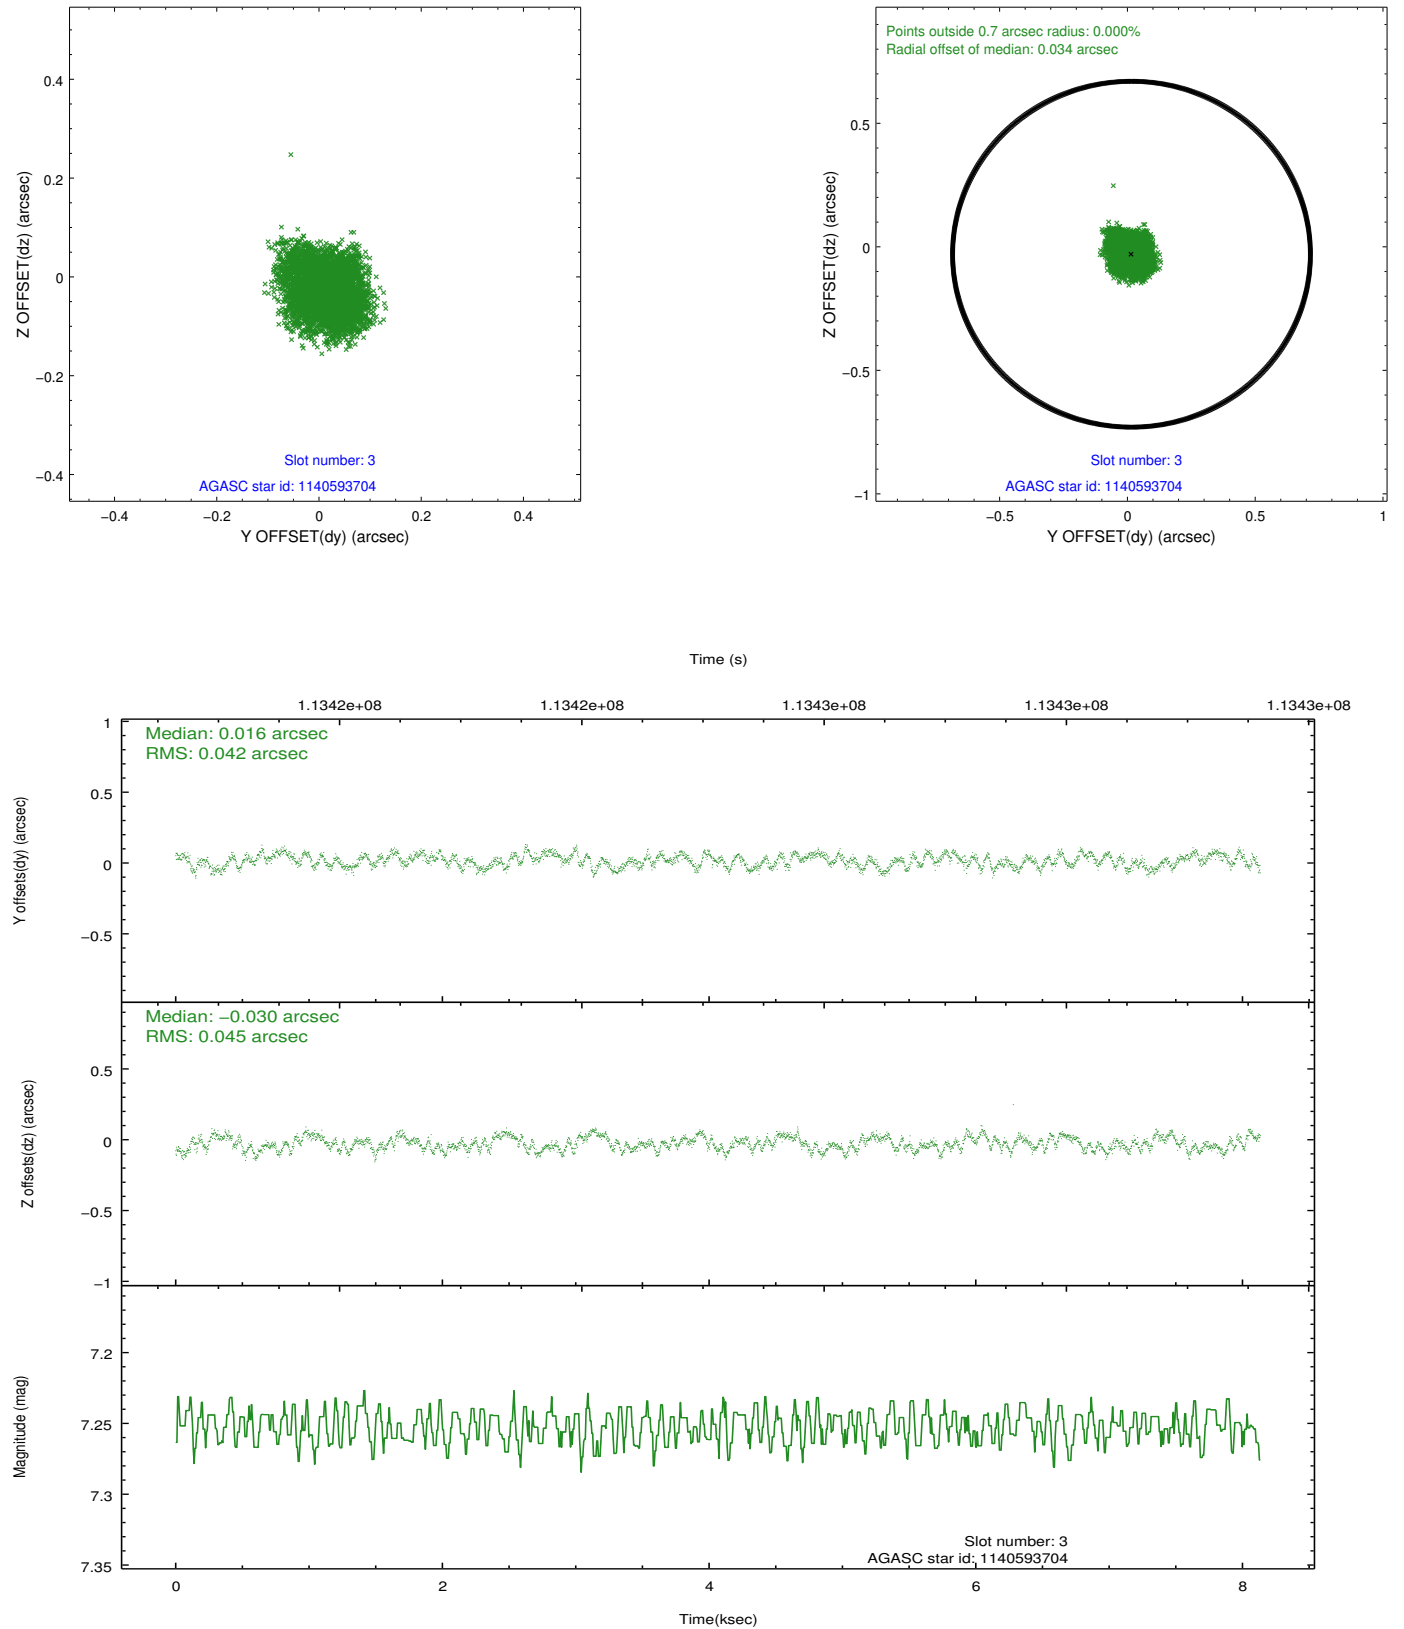 0.4
0.2
0
−0.2
−0.4
Z OFFSET(dz) (arcsec)
Slot number: 3
AGASC star id: 1140593704
−0.4 −0.2 0 0.2 0.4
Y OFFSET(dy) (arcsec)
Points outside 0.7 arcsec radius: 0.000%
Radial offset of median: 0.034 arcsec
0.5
0
−0.5
−1
Z OFFSET(dz) (arcsec)
Slot number: 3
AGASC star id: 1140593704
−0.5 0 0.5 1
Y OFFSET(dy) (arcsec)
Time (s)
1.1342e+08 1.1342e+08 1.1343e+08 1.1343e+08 1.1343e+08
Median: 0.016 arcsec
RMS: 0.042 arcsec
1
0.5
0
−0.5
Y offsets(dy) (arcsec)
Median: −0.030 arcsec
RMS: 0.045 arcsec
0.5
0
−0.5
−1
Z offsets(dz) (arcsec)
7.2
7.25
7.3
7.35
Magnitude (mag)
Slot number: 3
AGASC star id: 1140593704
0 2 4 6 8
Time(ksec)